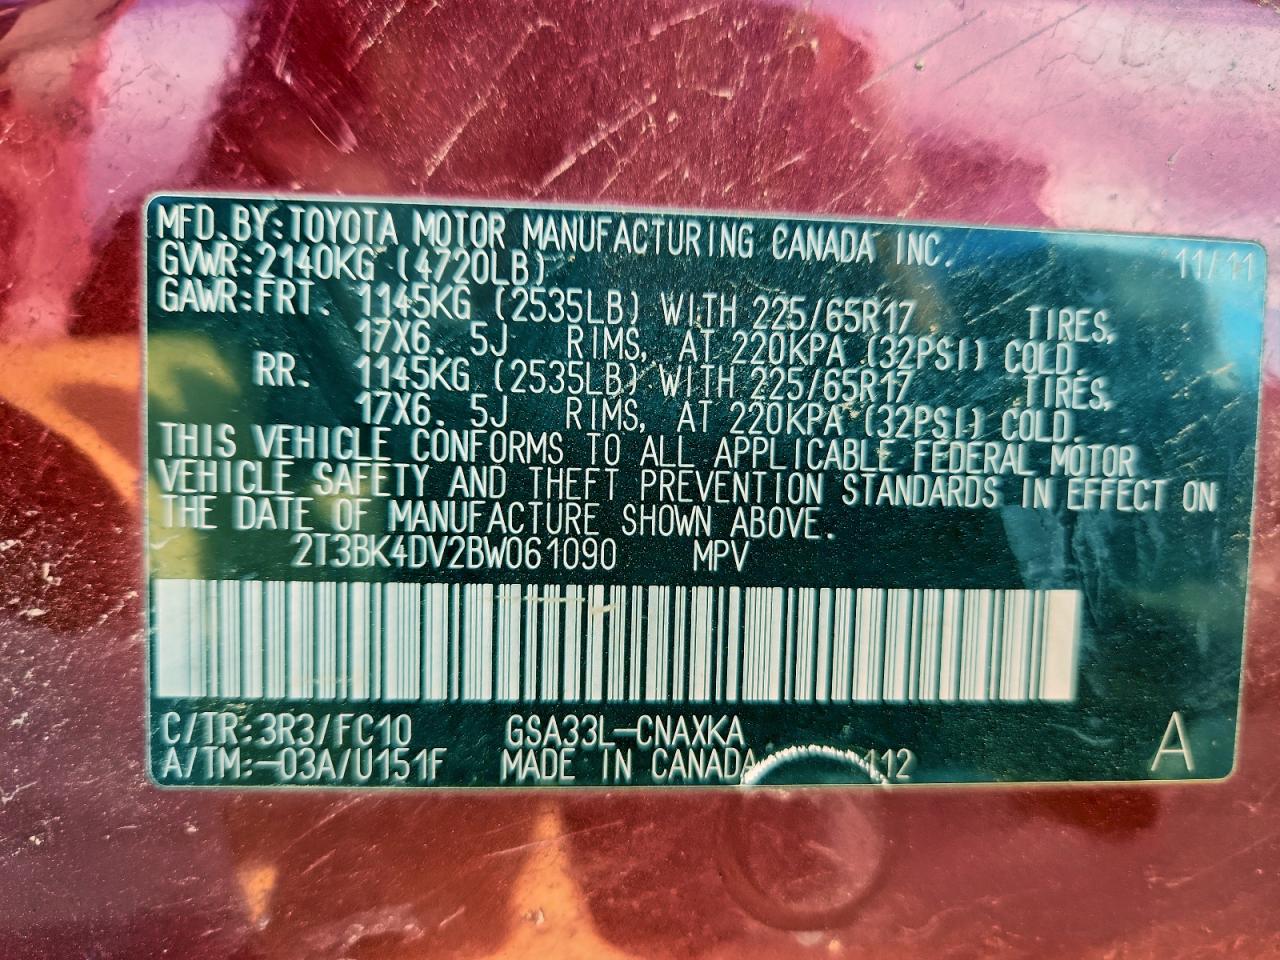 MFD.BY:TOYOTA MOTOR MANUFACTURING CANADA INC. 11/11
GVWR:2140KG (4720LB)
GAWR:FRT. 1145KG (2535LB) WITH 225/65R17 TIRES,
17X6. 5J RIMS, AT 220KPA (32PSI) COLD.
RR. 1145KG (2535LB) WITH 225/65R17 TIRES,
17X6. 5J RIMS, AT 220KPA (32PSI) COLD.
THIS VEHICLE CONFORMS TO ALL APPLICABLE FEDERAL MOTOR
VEHICLE SAFETY AND THEFT PREVENTION STANDARDS IN EFFECT ON
THE DATE OF MANUFACTURE SHOWN ABOVE.
2T3BK4DV2BW061090 MPV
C/TR:3R3/FC10 GSA33L-CNAXKA
A/TM:-03A/U151F MADE IN CANADA 112
A